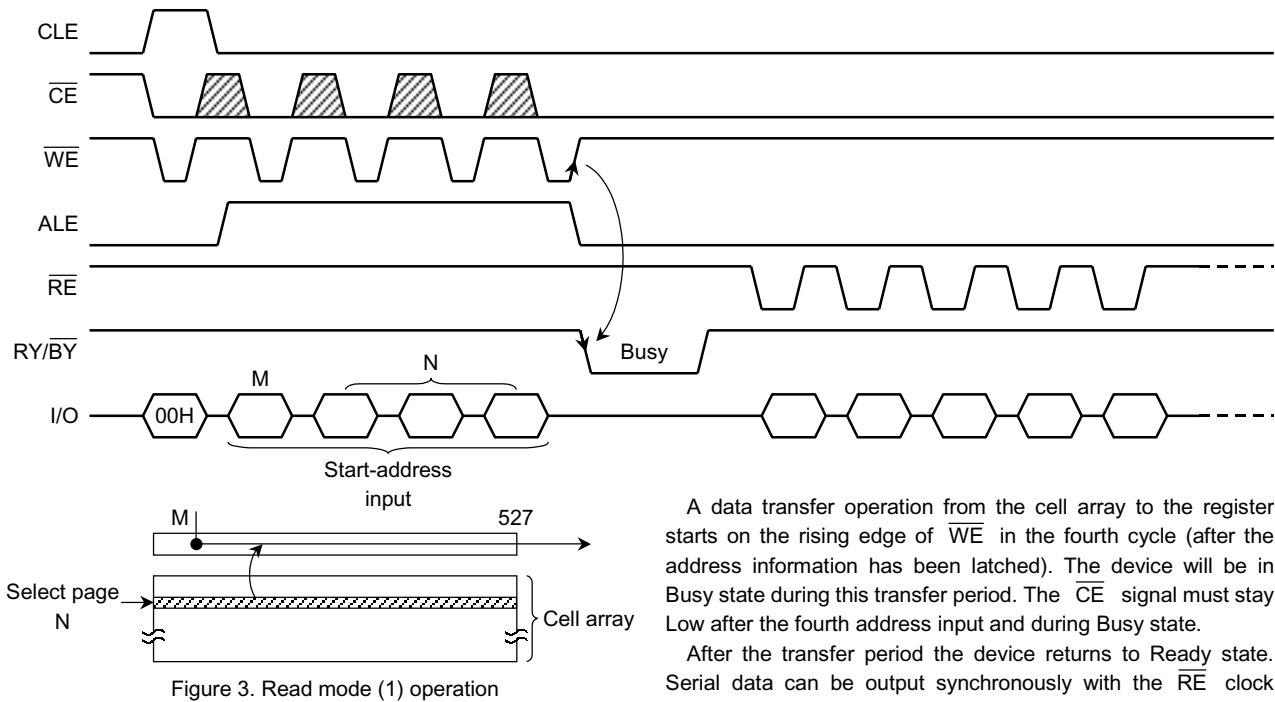 CLE
CE
WE
ALE
RE
RY/BY
Busy
M
N
I/O
00H
Start-address
input
M
527
Select page
N
Cell array
Figure 3. Read mode (1) operation
A data transfer operation from the cell array to the register
starts on the rising edge of WE in the fourth cycle (after the
address information has been latched). The device will be in
Busy state during this transfer period. The CE signal must stay
Low after the fourth address input and during Busy state.
After the transfer period the device returns to Ready state.
Serial data can be output synchronously with the RE clock